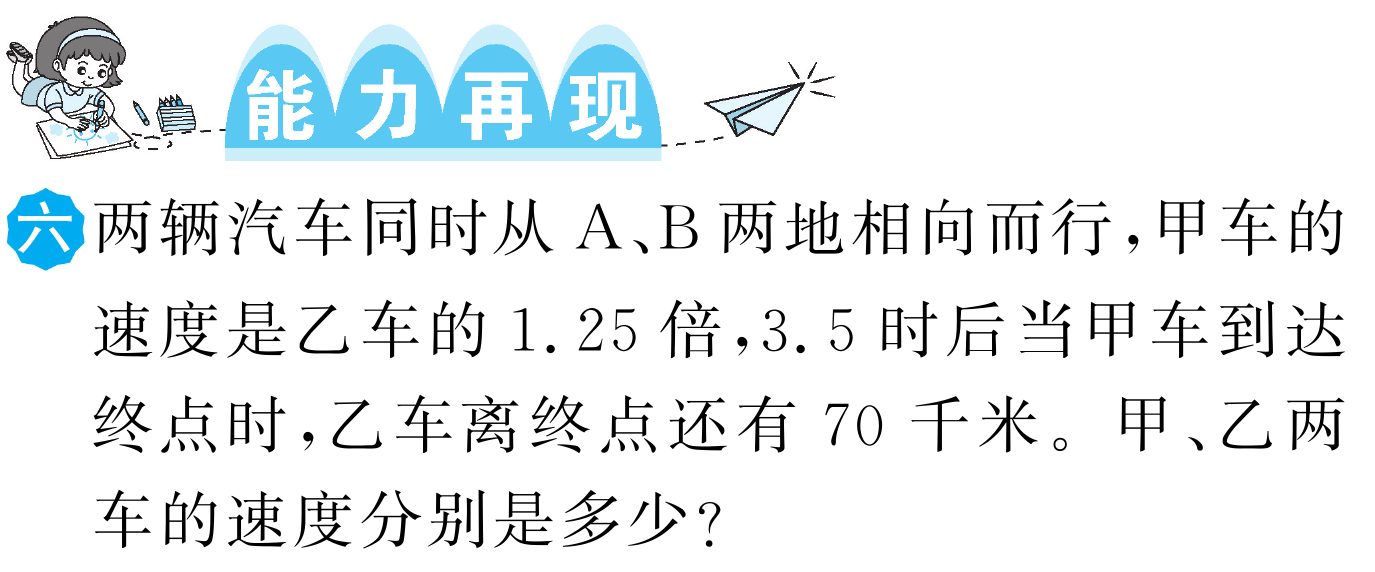 能力再现
六 两辆汽车同时从 A、B 两地相向而行,甲车的
速度是乙车的 1.25 倍,3.5 时后当甲车到达
终点时,乙车离终点还有 70 千米。甲、乙两
车的速度分别是多少?